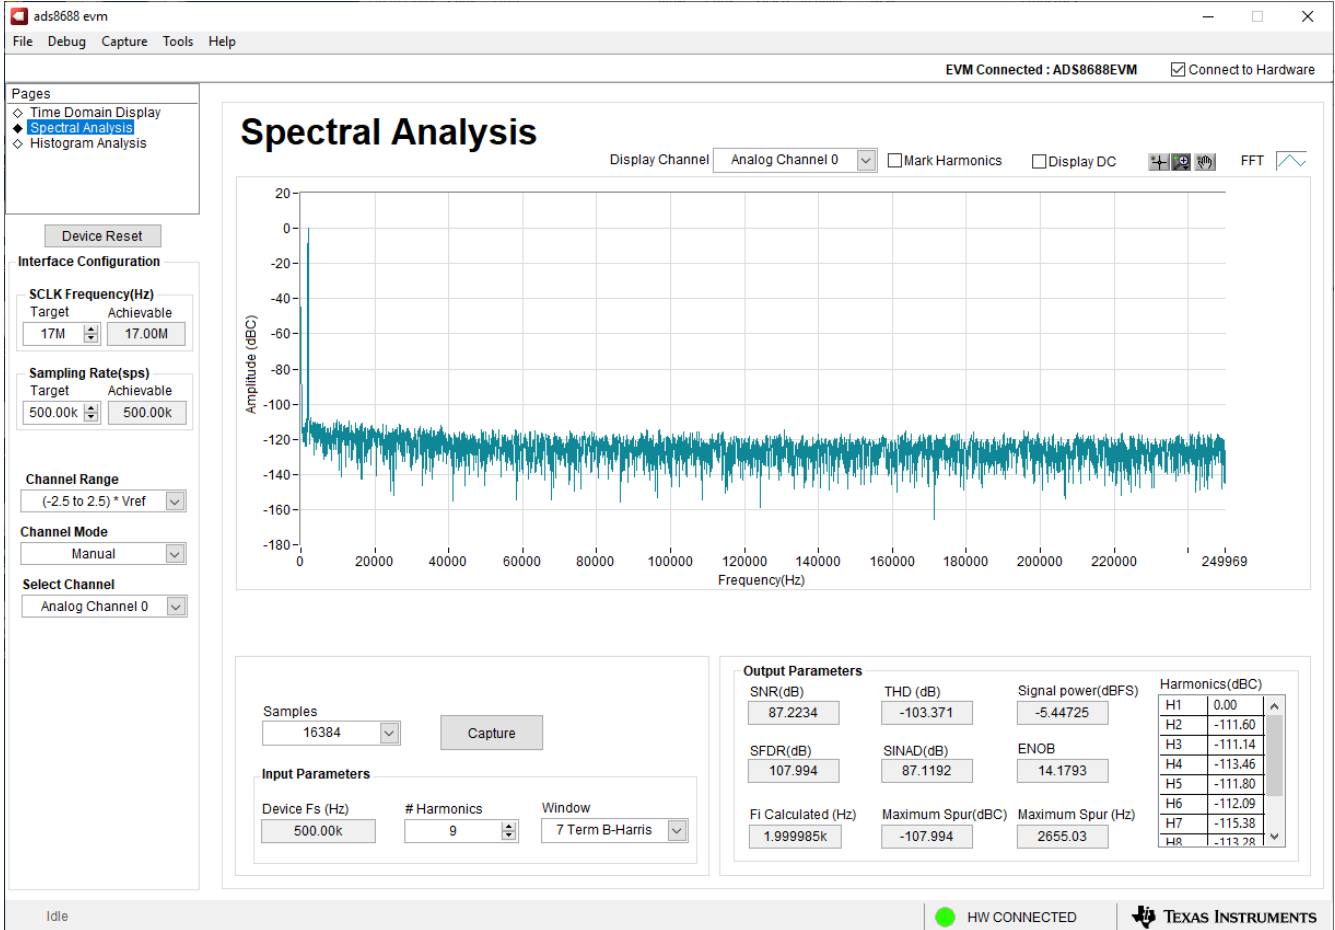 ads8688 evm
File Debug Capture Tools Help
EVM Connected : ADS8688EVM Connect to Hardware
Pages
Time Domain Display
Spectral Analysis
Histogram Analysis
Device Reset
Interface Configuration
SCLK Frequency(Hz)
Target Achievable
17M 17.00M
Sampling Rate(sps)
Target Achievable
500.00k 500.00k
Channel Range
(-2.5 to 2.5) * Vref
Channel Mode
Manual
Select Channel
Analog Channel 0
Spectral Analysis
Display Channel Analog Channel 0 Mark Harmonics Display DC FFT
Amplitude (dBC)
20
0
-20
-40
-60
-80
-100
-120
-140
-160
-180
0 20000 40000 60000 80000 100000 120000 140000 160000 180000 200000 220000 249969
Frequency(Hz)
Samples
16384 Capture
Input Parameters
Device Fs (Hz) # Harmonics Window
500.00k 9 7 Term B-Harris
Output Parameters
SNR(dB) THD (dB) Signal power(dBFS)
87.2234 -103.371 -5.44725
SFDR(dB) SINAD(dB) ENOB
107.994 87.1192 14.1793
Fi Calculated (Hz) Maximum Spur(dBC) Maximum Spur (Hz)
1.999985k -107.994 2655.03
Harmonics(dBC)
H1 0.00
H2 -111.60
H3 -111.14
H4 -113.46
H5 -111.80
H6 -112.09
H7 -115.38
H8 -113.28
Idle HW CONNECTED TEXAS INSTRUMENTS